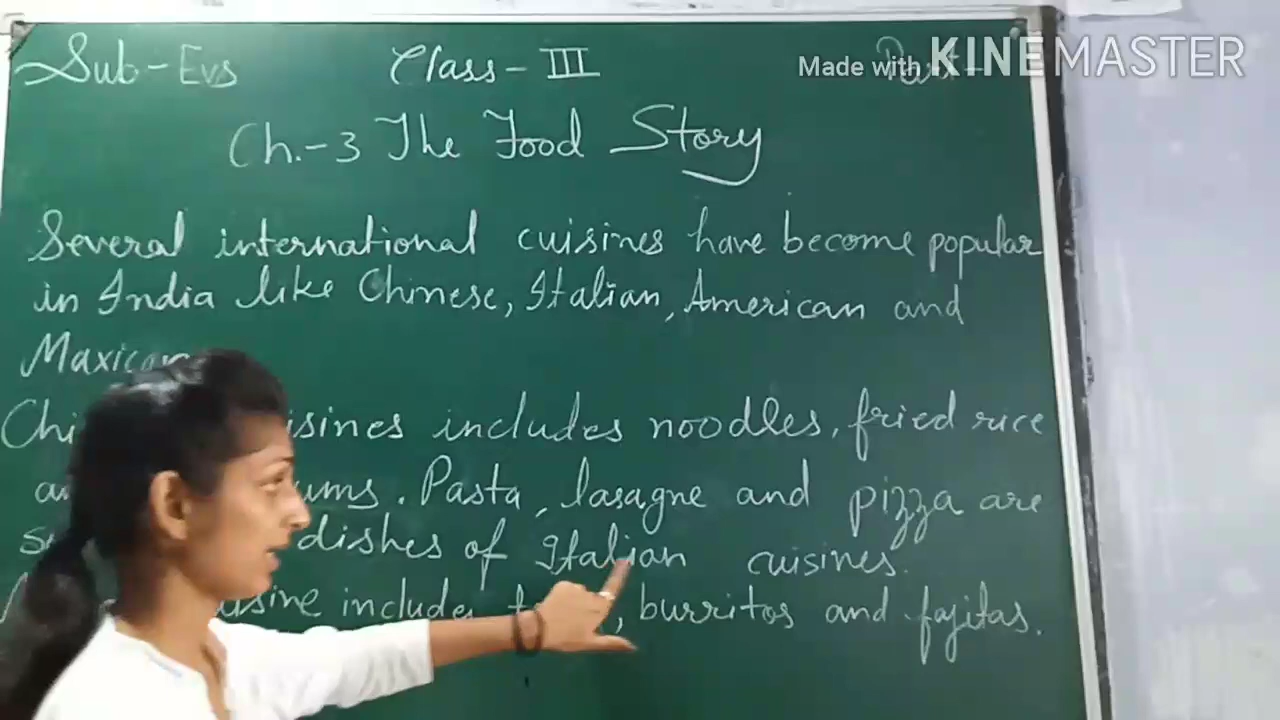 Sub - Evs Class - III
Made with KINEMASTER
Ch.-3 The Food Story
Several international cuisines have become popular
in India like Chinese, Italian, American and
Maxican
includes noodles, fried rice
Pasta, lasagne and pizza are
dishes of Italian cuisines.
include burritos and fajitas.